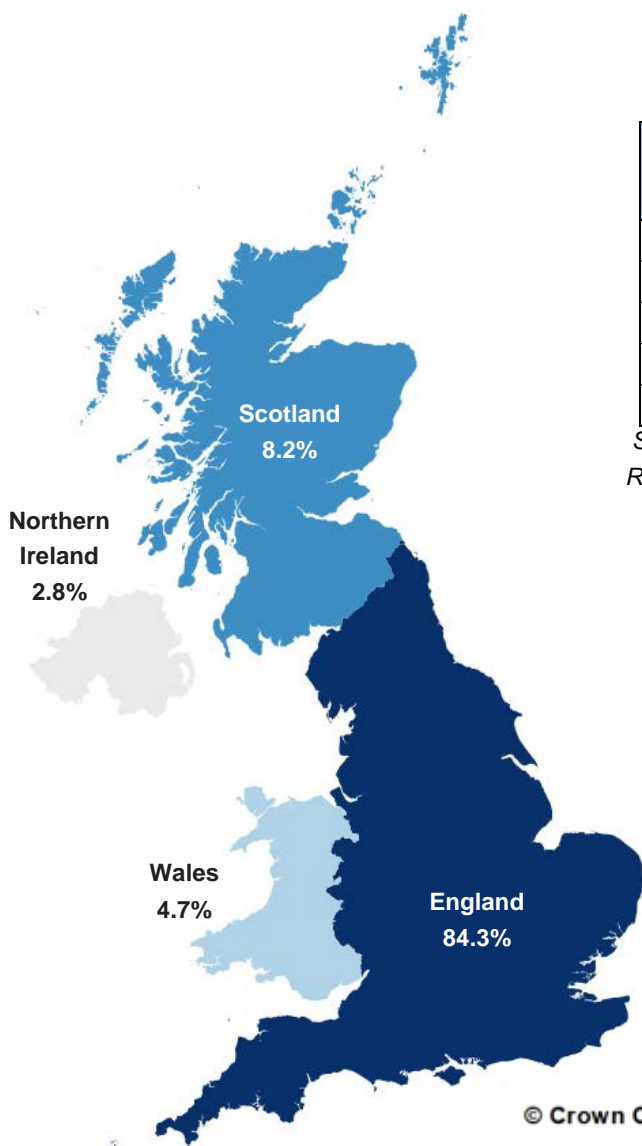 Scotland
8.2%
S
R
Northern
Ireland
2.8%
Wales
4.7%
England
84.3%
© Crown C